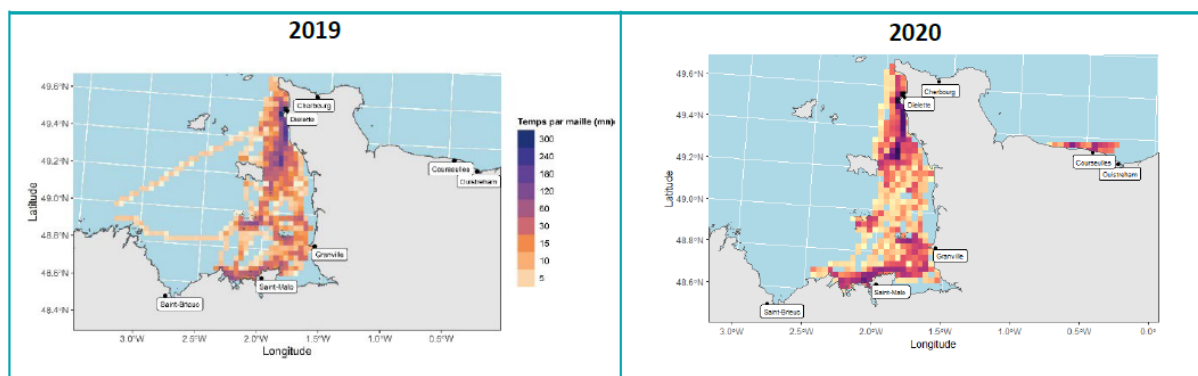 2019
2020
49.6°N
49.4°N
49.2°N
49.0°N
48.8°N
48.6°N
48.4°N
Latitude
Cherbourg
Dielette
Courseulles
Ouistreham
Granville
Saint-Malo
Saint-Brieuc
3.0°W
2.5°W
2.0°W
1.5°W
1.0°W
0.5°W
Longitude
Temps par maille (mn)
300
240
180
120
60
30
15
10
5
49.6°N
49.4°N
49.2°N
49.0°N
48.8°N
48.6°N
Latitude
Cherbourg
Dielette
Courseulles
Ouistreham
Granville
Saint-Malo
Saint-Brieuc
3.0°W
2.5°W
2.0°W
1.5°W
1.0°W
0.5°W
0.0°
Longitude